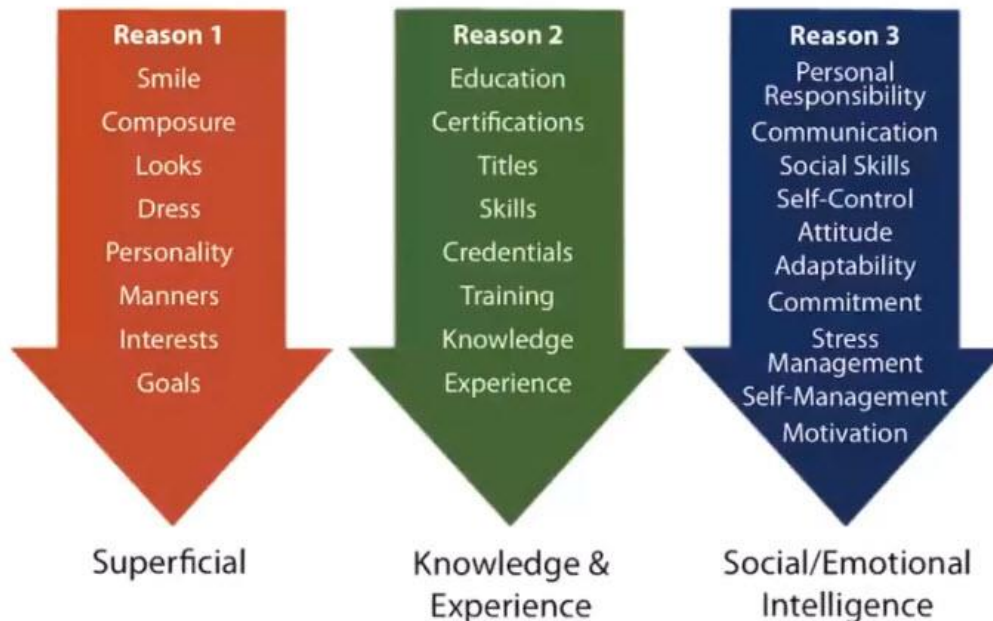 Reason 1
Smile
Composure
Looks
Dress
Personality
Manners
Interests
Goals
Superficial
Reason 2
Education
Certifications
Titles
Skills
Credentials
Training
Knowledge
Experience
Knowledge &
Experience
Reason 3
Personal
Responsibility
Communication
Social Skills
Self-Control
Attitude
Adaptability
Commitment
Stress
Management
Self-Management
Motivation
Social/Emotional
Intelligence